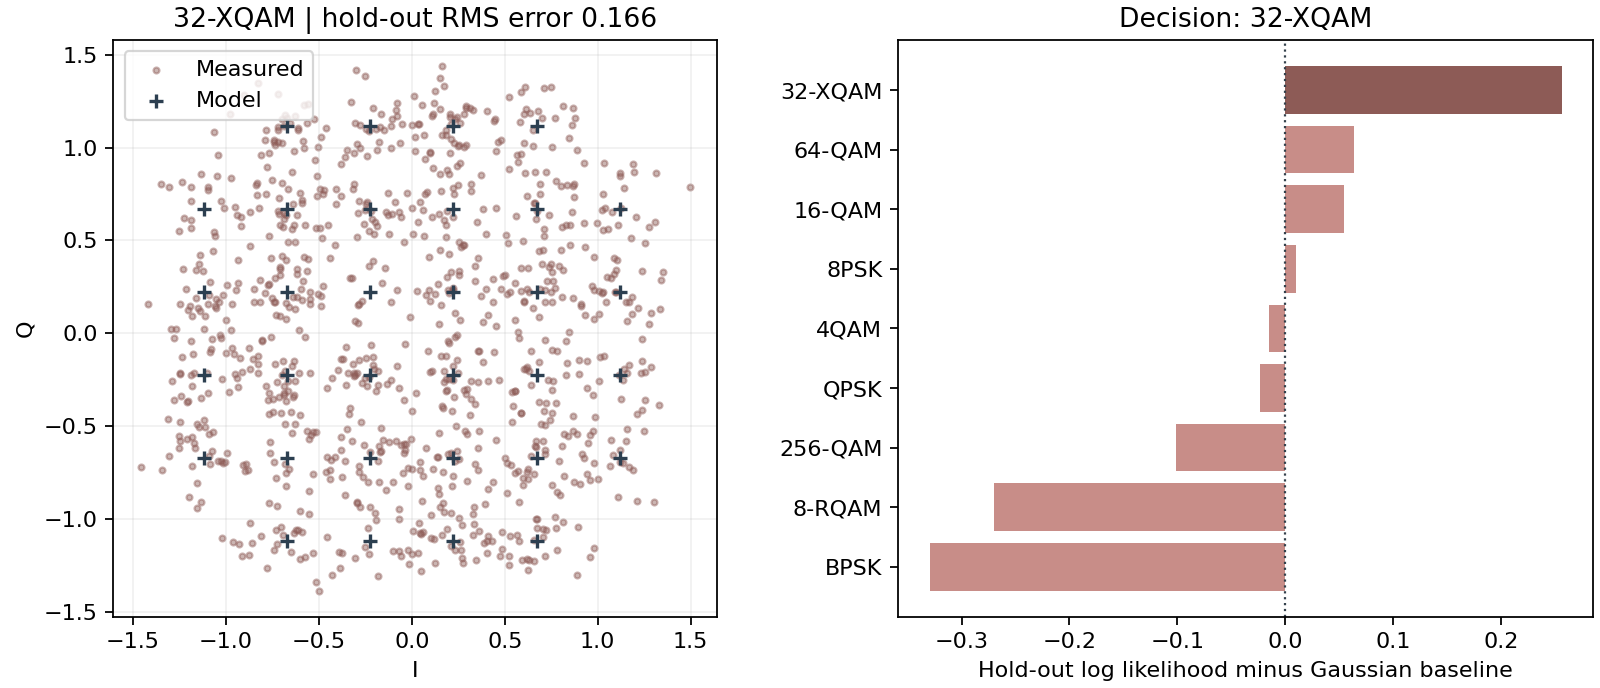 32-XQAM | hold-out RMS error 0.166
Measured
Model
1.5
1.0
0.5
0.0
−0.5
−1.0
−1.5
Q
−1.5 −1.0 −0.5 0.0 0.5 1.0 1.5
I
Decision: 32-XQAM
32-XQAM
64-QAM
16-QAM
8PSK
4QAM
QPSK
256-QAM
8-RQAM
BPSK
−0.3 −0.2 −0.1 0.0 0.1 0.2
Hold-out log likelihood minus Gaussian baseline